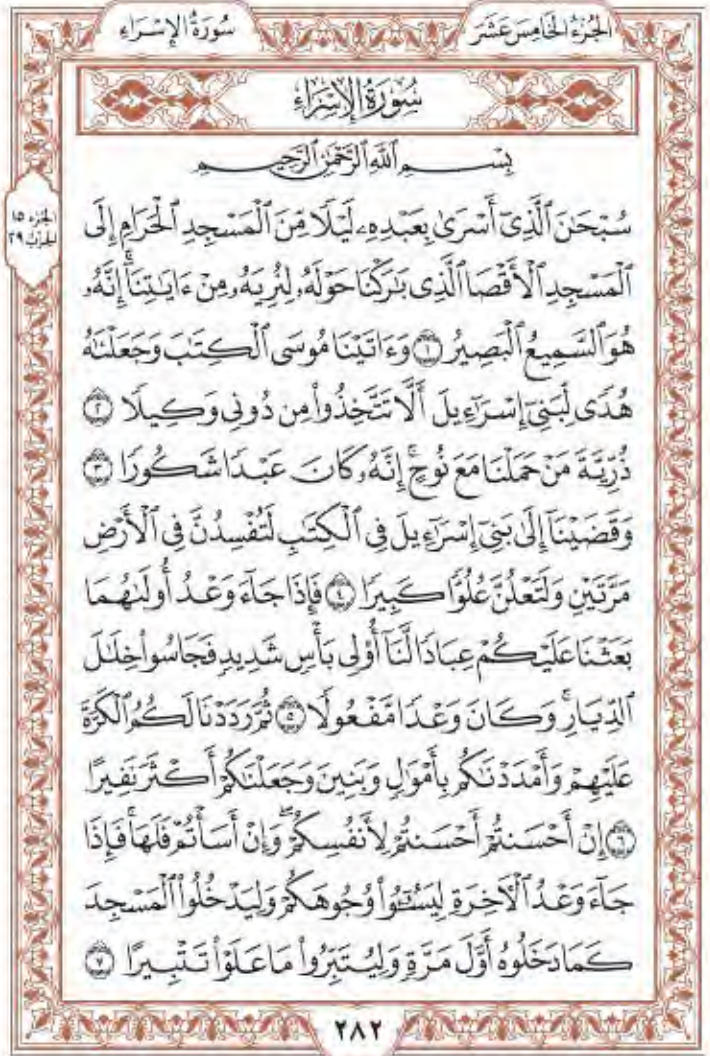 الجُزْءُ الخَامِسَ عَشَرَ
سُورَةُ الإِسْرَاءِ
سُورَةُ الإِسْرَاءِ
بِسْمِ ٱللَّهِ ٱلرَّحْمَٰنِ ٱلرَّحِيمِ
الجزء ١٥
الحزب ٢٩
سُبْحَٰنَ ٱلَّذِىٓ أَسْرَىٰ بِعَبْدِهِۦ لَيْلًا مِّنَ ٱلْمَسْجِدِ ٱلْحَرَامِ إِلَى
ٱلْمَسْجِدِ ٱلْأَقْصَا ٱلَّذِى بَٰرَكْنَا حَوْلَهُۥ لِنُرِيَهُۥ مِنْ ءَايَٰتِنَآ ۚ إِنَّهُۥ
هُوَ ٱلسَّمِيعُ ٱلْبَصِيرُ ١ وَءَاتَيْنَا مُوسَى ٱلْكِتَٰبَ وَجَعَلْنَٰهُ
هُدًى لِّبَنِىٓ إِسْرَٰٓءِيلَ أَلَّا تَتَّخِذُوا۟ مِن دُونِى وَكِيلًا ٢
ذُرِّيَّةَ مَنْ حَمَلْنَا مَعَ نُوحٍ ۚ إِنَّهُۥ كَانَ عَبْدًا شَكُورًا ٣
وَقَضَيْنَآ إِلَىٰ بَنِىٓ إِسْرَٰٓءِيلَ فِى ٱلْكِتَٰبِ لَتُفْسِدُنَّ فِى ٱلْأَرْضِ
مَرَّتَيْنِ وَلَتَعْلُنَّ عُلُوًّا كَبِيرًا ٤ فَإِذَا جَآءَ وَعْدُ أُولَىٰهُمَا
بَعَثْنَا عَلَيْكُمْ عِبَادًا لَّنَآ أُو۟لِى بَأْسٍ شَدِيدٍ فَجَاسُوا۟ خِلَٰلَ
ٱلدِّيَارِ ۚ وَكَانَ وَعْدًا مَّفْعُولًا ٥ ثُمَّ رَدَدْنَا لَكُمُ ٱلْكَرَّةَ
عَلَيْهِمْ وَأَمْدَدْنَٰكُم بِأَمْوَٰلٍ وَبَنِينَ وَجَعَلْنَٰكُمْ أَكْثَرَ نَفِيرًا
٦ إِنْ أَحْسَنتُمْ أَحْسَنتُمْ لِأَنفُسِكُمْ ۖ وَإِنْ أَسَأْتُمْ فَلَهَا ۚ فَإِذَا
جَآءَ وَعْدُ ٱلْءَاخِرَةِ لِيَسُۥٓـُٔوا۟ وُجُوهَكُمْ وَلِيَدْخُلُوا۟ ٱلْمَسْجِدَ
كَمَا دَخَلُوهُ أَوَّلَ مَرَّةٍ وَلِيُتَبِّرُوا۟ مَا عَلَوْا۟ تَتْبِيرًا ٧
٢٨٢